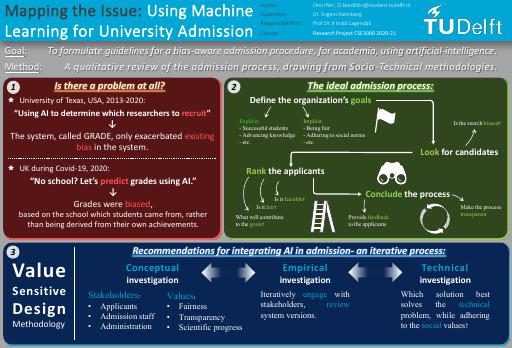 Mapping the Issue: Using Machine
Learning for University Admission
Author:
Supervisor:
Course:
Omri Nir,
Dr. Evgeni Aisenberg
Prof.Dr. Ir Inald Lagendijk
Research Project CSE3000 2020-21
TUDelft
Goal: To formulate guidelines for a bias-aware admission procedure, for academia, using artificial-intelligence.
Method: A qualitative review of the admission process, drawing from Socio-Technical methodologies.
1
Is there a problem at all?
University of Texas, USA, 2013-2020:
“Using AI to determine which researchers to recruit”
The system, called GRADE, only exacerbated existing
bias in the system.
UK during Covid-19, 2020:
“No school? Let’s predict grades using AI.”
Grades were biased,
based on the school which students came from, rather
than being derived from their own achievements.
2
The ideal admission process:
Define the organization’s goals
Explicit:
- Successful students
- Advancing knowledge
- etc.
Implicit:
- Being fair
- Adhering to social norms
- etc.
Is the search biased?
Look for candidates
Rank the applicants
Is it fair?
Is it feasible?
Conclude the process
What will contribute
to the goals?
Provide feedback
to the applicants
Make the process
transparent
3
Value
Sensitive
Design
Methodology
Recommendations for integrating AI in admission- an iterative process:
Conceptual
investigation
Stakeholders:
• Applicants
• Admission staff
• Administration
Values:
• Fairness
• Transparency
• Scientific progress
Empirical
investigation
Iteratively engage with
stakeholders, review
system versions.
Technical
investigation
Which solution best
solves the technical
problem, while adhering
to the social values?